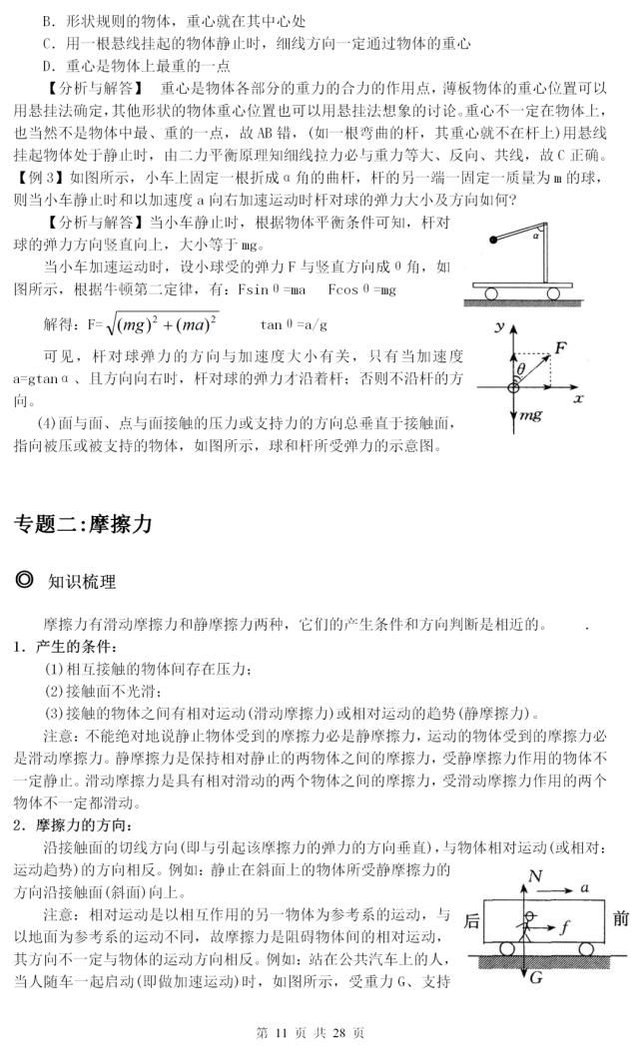 B. 形状规则的物体，重心就在其中心处
C. 用一根悬线挂起的物体静止时，细线方向一定通过物体的重心
D. 重心是物体上最重的一点
【分析与解答】 重心是物体各部分的重力的合力的作用点，薄板物体的重心位置可以
用悬挂法确定，其他形状的物体重心位置也可以用悬挂法想象的讨论。重心不一定在物体上，
也当然不是物体中最、重的一点，故 AB 错，(如一根弯曲的杆，其重心就不在杆上)用悬线
挂起物体处于静止时，由二力平衡原理知细线拉力必与重力等大、反向、共线，故 C 正确。
【例 3】如图所示，小车上固定一根折成 α 角的曲杆，杆的另一端一固定一质量为 m 的球，
则当小车静止时和以加速度 a 向右加速运动时杆对球的弹力大小及方向如何?
【分析与解答】当小车静止时，根据物体平衡条件可知，杆对
球的弹力方向竖直向上，大小等于 mg。
α
当小车加速运动时，设小球受的弹力 F 与竖直方向成 θ 角，如
图所示，根据牛顿第二定律，有：Fsinθ=ma Fcosθ=mg
解得：F=√(mg)²+(ma)² tanθ=a/g
y
F
θ
x
mg
可见，杆对球弹力的方向与加速度大小有关，只有当加速度
a=gtanα、且方向向右时，杆对球的弹力才沿着杆；否则不沿杆的方
向。
(4)面与面、点与面接触的压力或支持力的方向总垂直于接触面，
指向被压或被支持的物体，如图所示，球和杆所受弹力的示意图。
专题二：摩擦力
◎ 知识梳理
摩擦力有滑动摩擦力和静摩擦力两种，它们的产生条件和方向判断是相近的。 .
1．产生的条件：
(1)相互接触的物体间存在压力；
(2)接触面不光滑；
(3)接触的物体之间有相对运动(滑动摩擦力)或相对运动的趋势(静摩擦力)。
注意：不能绝对地说静止物体受到的摩擦力必是静摩擦力，运动的物体受到的摩擦力必
是滑动摩擦力。静摩擦力是保持相对静止的两物体之间的摩擦力，受静摩擦力作用的物体不
一定静止。滑动摩擦力是具有相对滑动的两个物体之间的摩擦力，受滑动摩擦力作用的两个
物体不一定都滑动。
2．摩擦力的方向：
沿接触面的切线方向(即与引起该摩擦力的弹力的方向垂直)，与物体相对运动(或相对：
运动趋势)的方向相反。例如：静止在斜面上的物体所受静摩擦力的
方向沿接触面(斜面)向上。
注意：相对运动是以相互作用的另一物体为参考系的运动，与
以地面为参考系的运动不同，故摩擦力是阻碍物体间的相对运动，
其方向不一定与物体的运动方向相反。例如：站在公共汽车上的人，
当人随车一起启动(即做加速运动)时，如图所示，受重力 G、支持
N
a
后
前
f
G
第 11 页 共 28 页